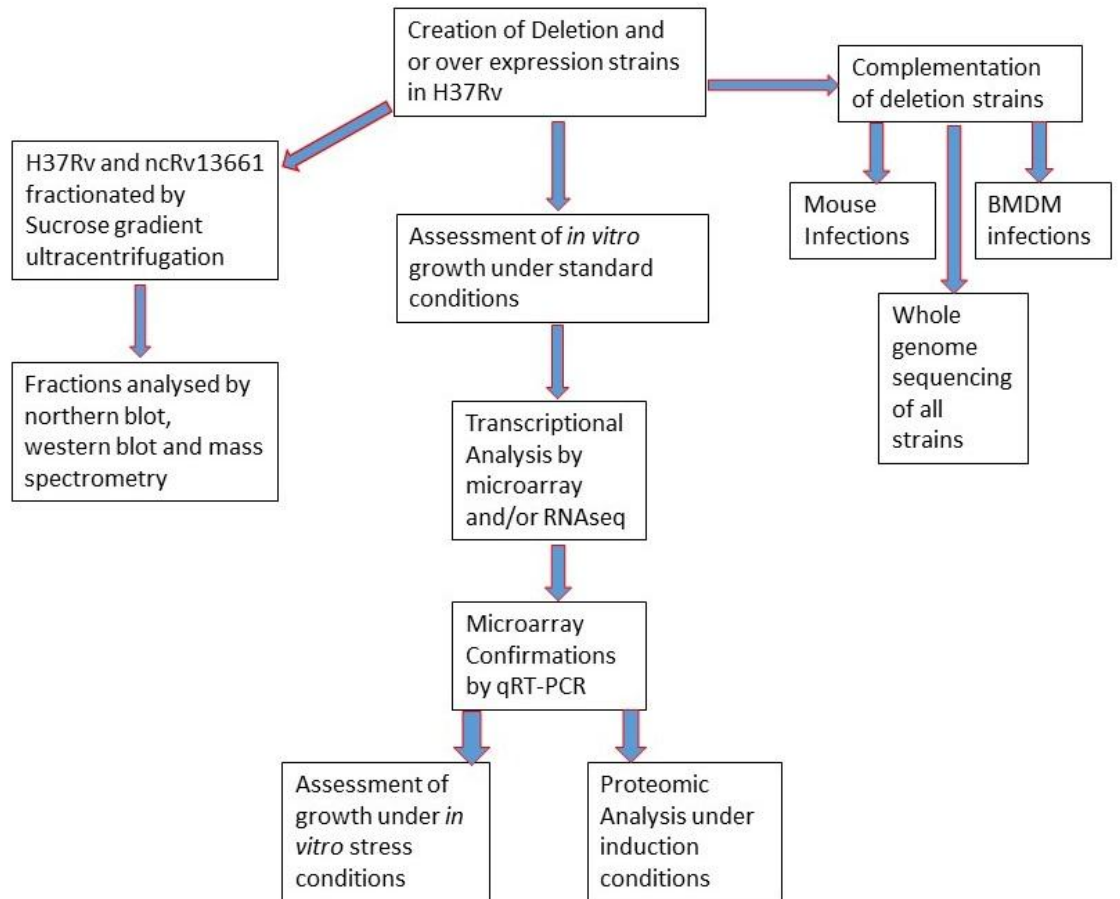 Creation of Deletion and
or over expression strains
in H37Rv
Complementation
of deletion strains
H37Rv and ncRv13661
fractionated by
Sucrose gradient
ultracentrifugation
Mouse
Infections
BMDM
infections
Assessment of in vitro
growth under standard
conditions
Whole
genome
sequencing
of all
strains
Fractions analysed by
northern blot,
western blot and mass
spectrometry
Transcriptional
Analysis by
microarray
and/or RNAseq
Microarray
Confirmations
by qRT-PCR
Assessment of
growth under in
vitro stress
conditions
Proteomic
Analysis under
induction
conditions